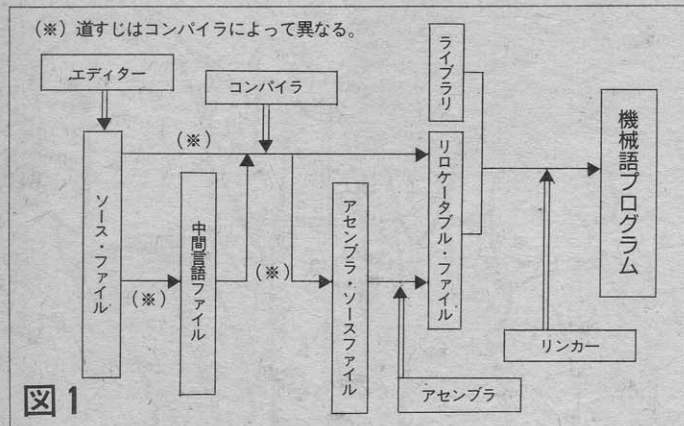 (※)道すじはコンパイラによって異なる。
エディター
コンパイラ
ライブラリ
機械語プログラム
(※)
ソース・ファイル
中間言語ファイル
(※)
(※)
アセンブラ・ソースファイル
リロケータブル・ファイル
リンカー
アセンブラ
図1